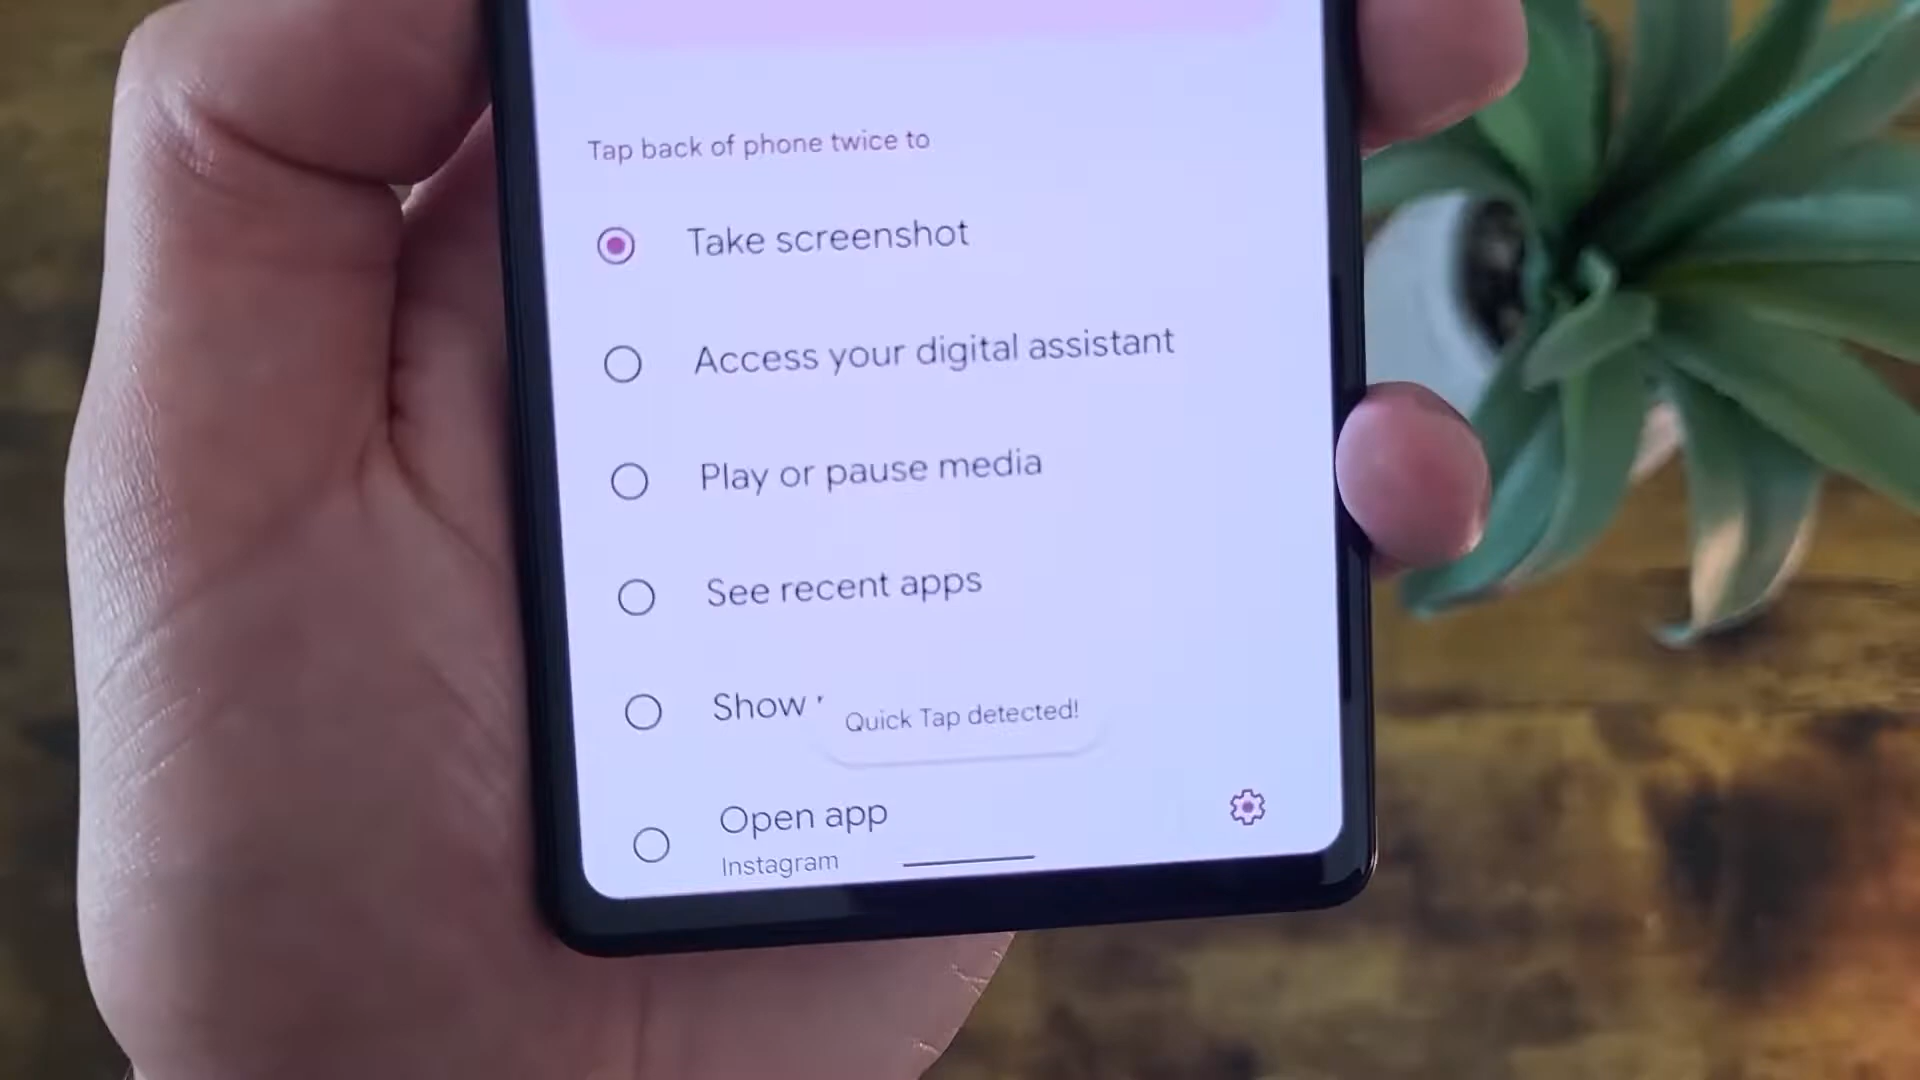 Tap back of phone twice to
Take screenshot
Access your digital assistant
Play or pause media
See recent apps
Show
Quick Tap detected!
Open app
Instagram